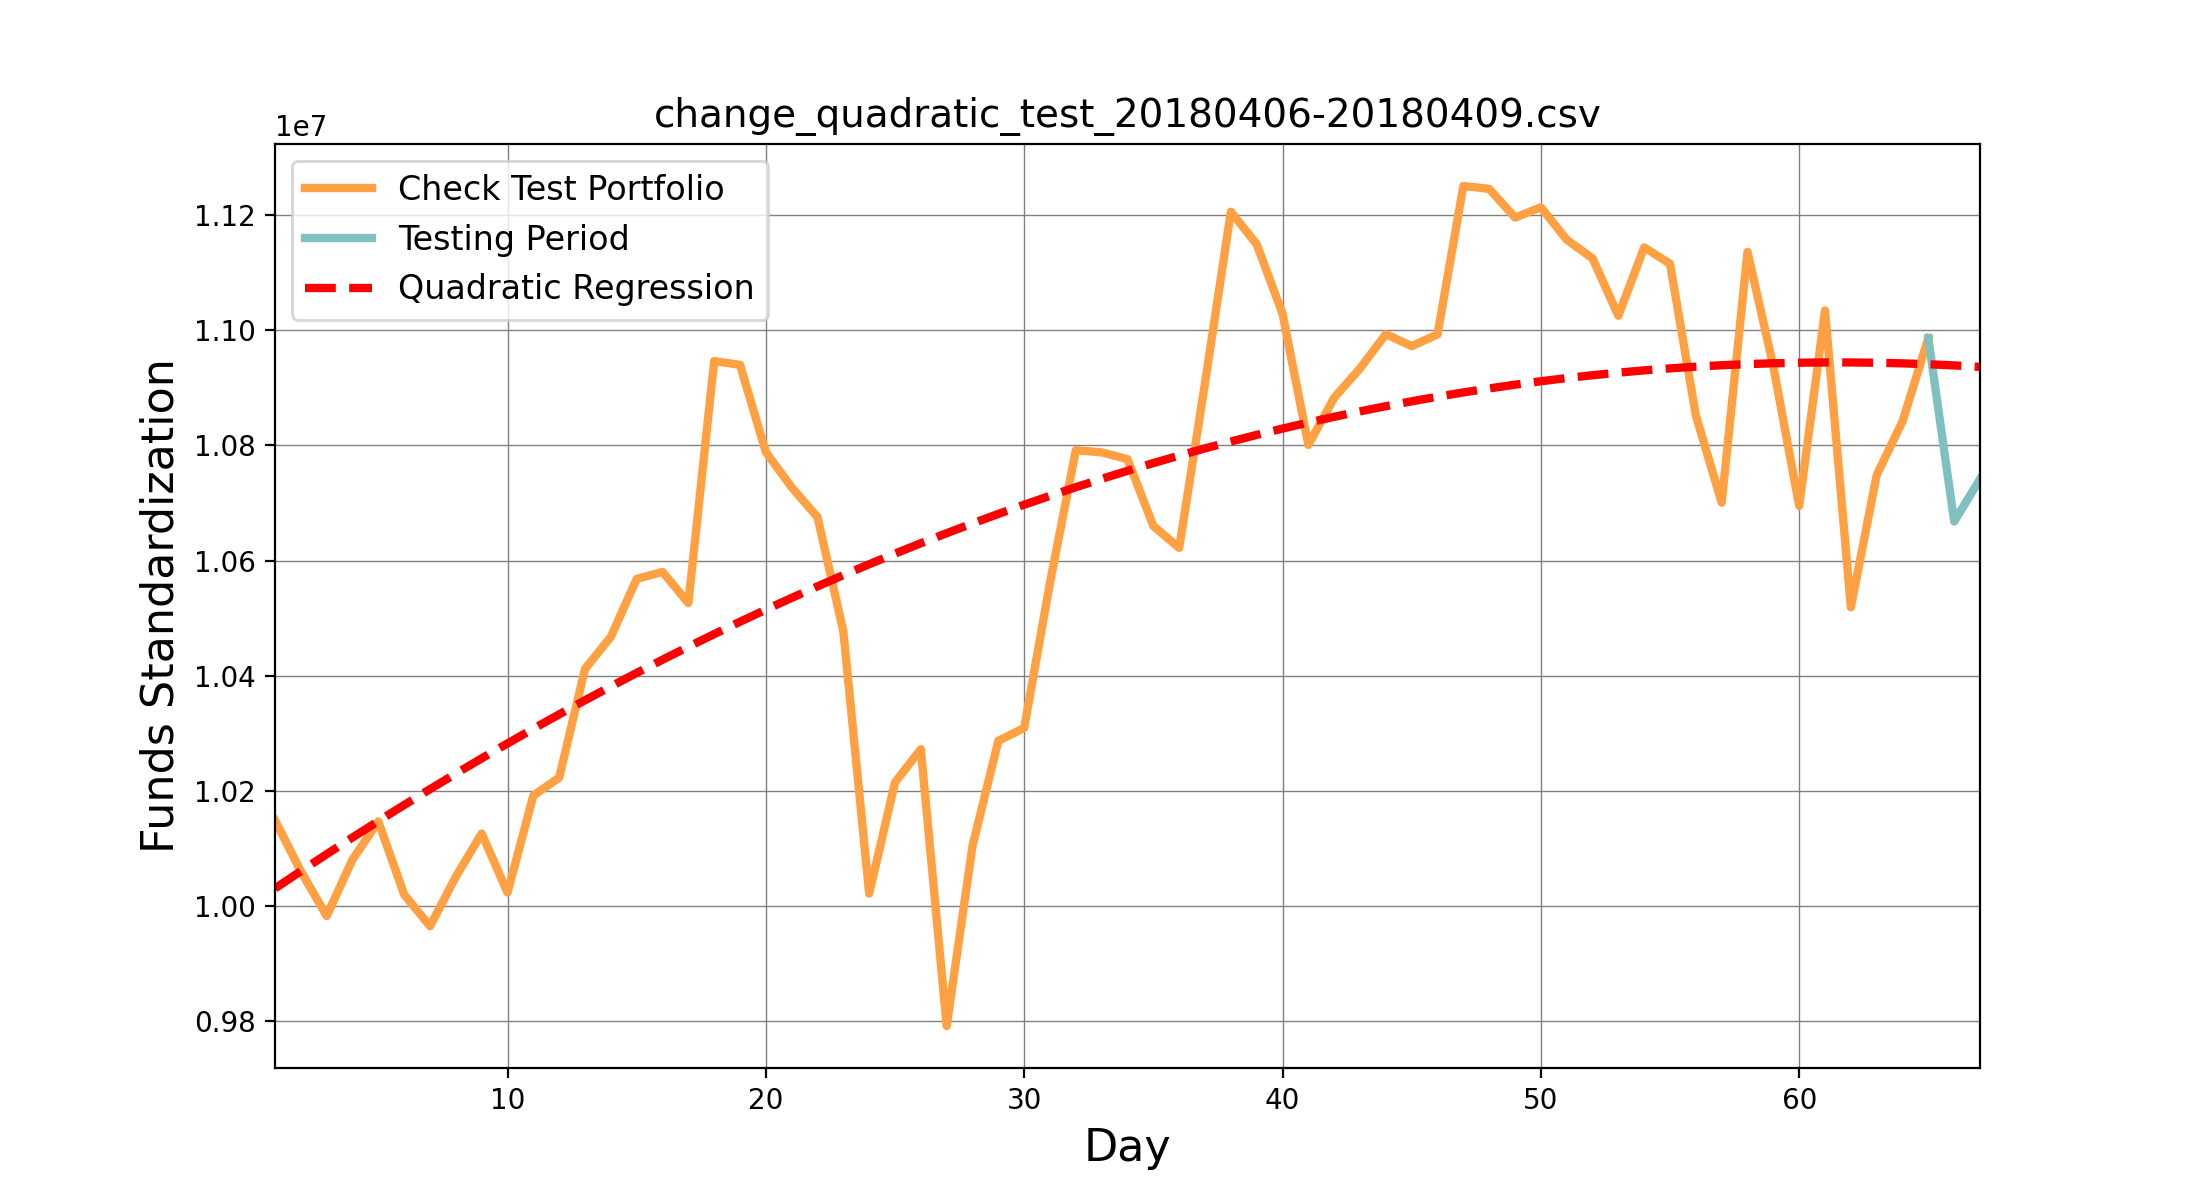 change_quadratic_test_20180406-20180409.csv
1e7
Check Test Portfolio
Testing Period
Quadratic Regression
1.12
1.10
1.08
1.06
1.04
1.02
1.00
0.98
Funds Standardization
10 20 30 40 50 60
Day